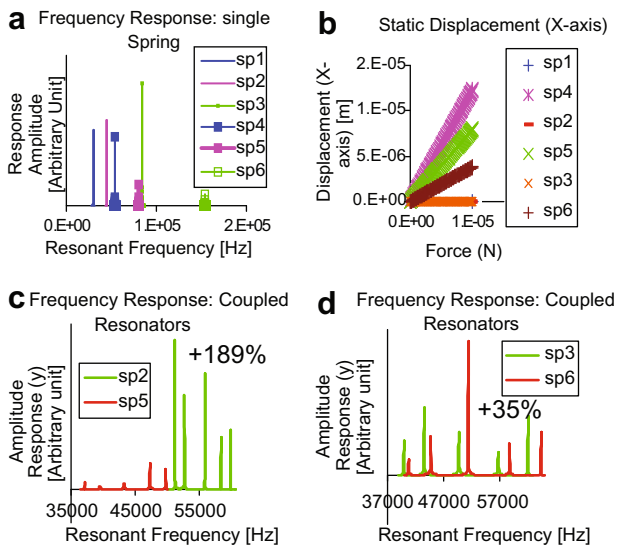 a
Frequency Response: single
Spring
Response
Amplitude
[Arbitrary Unit]
sp1
sp2
sp3
sp4
sp5
sp6
0.E+00
1.E+05
2.E+05
Resonant Frequency [Hz]
b
Static Displacement (X-axis)
Displacement (X-
axis) [m]
2.E-05
1.E-05
5.E-06
0.E+00
0.E+00
1.E-05
Force (N)
sp1
sp4
sp2
sp5
sp3
sp6
c
Frequency Response: Coupled
Resonators
Amplitude
Response (y)
[Arbitrary unit]
sp2
sp5
+189%
35000
45000
55000
Resonant Frequency [Hz]
d
Frequency Response: Coupled
Resonators
Amplitude
Response (y)
[Arbitrary unit]
sp3
sp6
+35%
37000
47000
57000
Resonant Frequency [Hz]